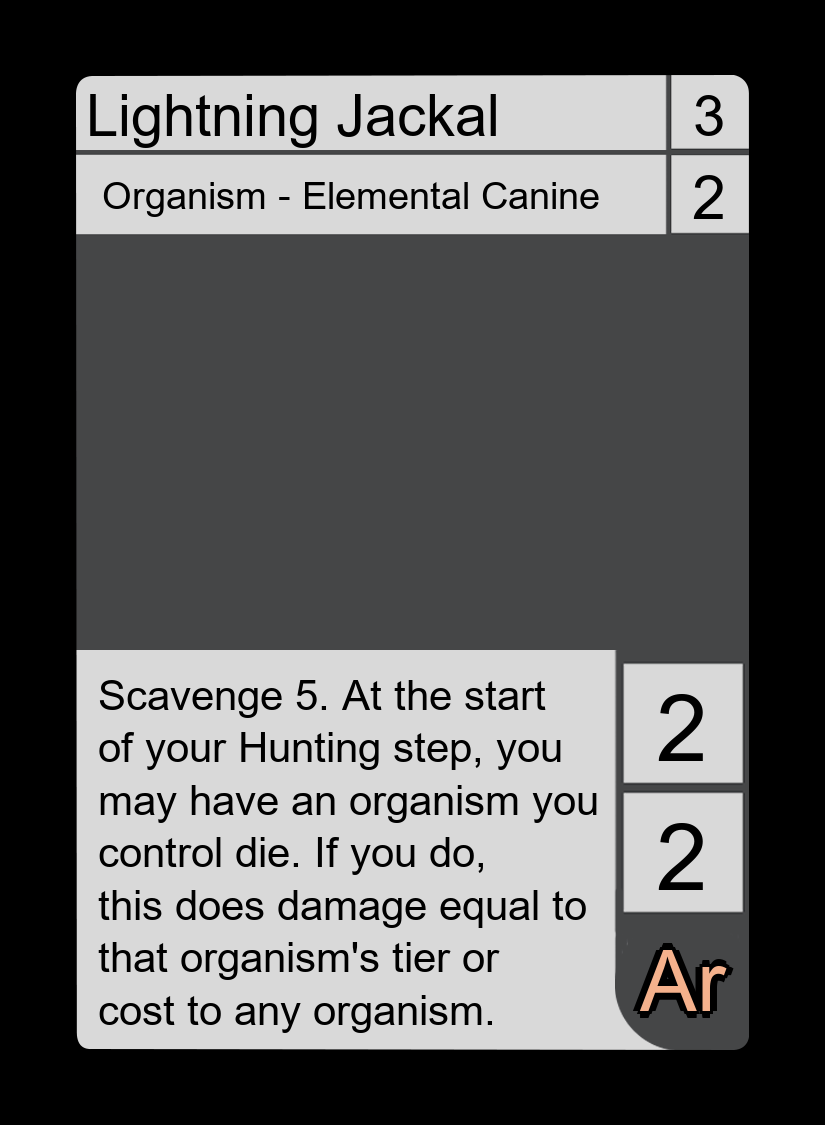 Lightning Jackal 3
Organism - Elemental Canine 2
Scavenge 5. At the start
of your Hunting step, you
may have an organism you
control die. If you do,
this does damage equal to
that organism's tier or
cost to any organism.
2
2
Ar